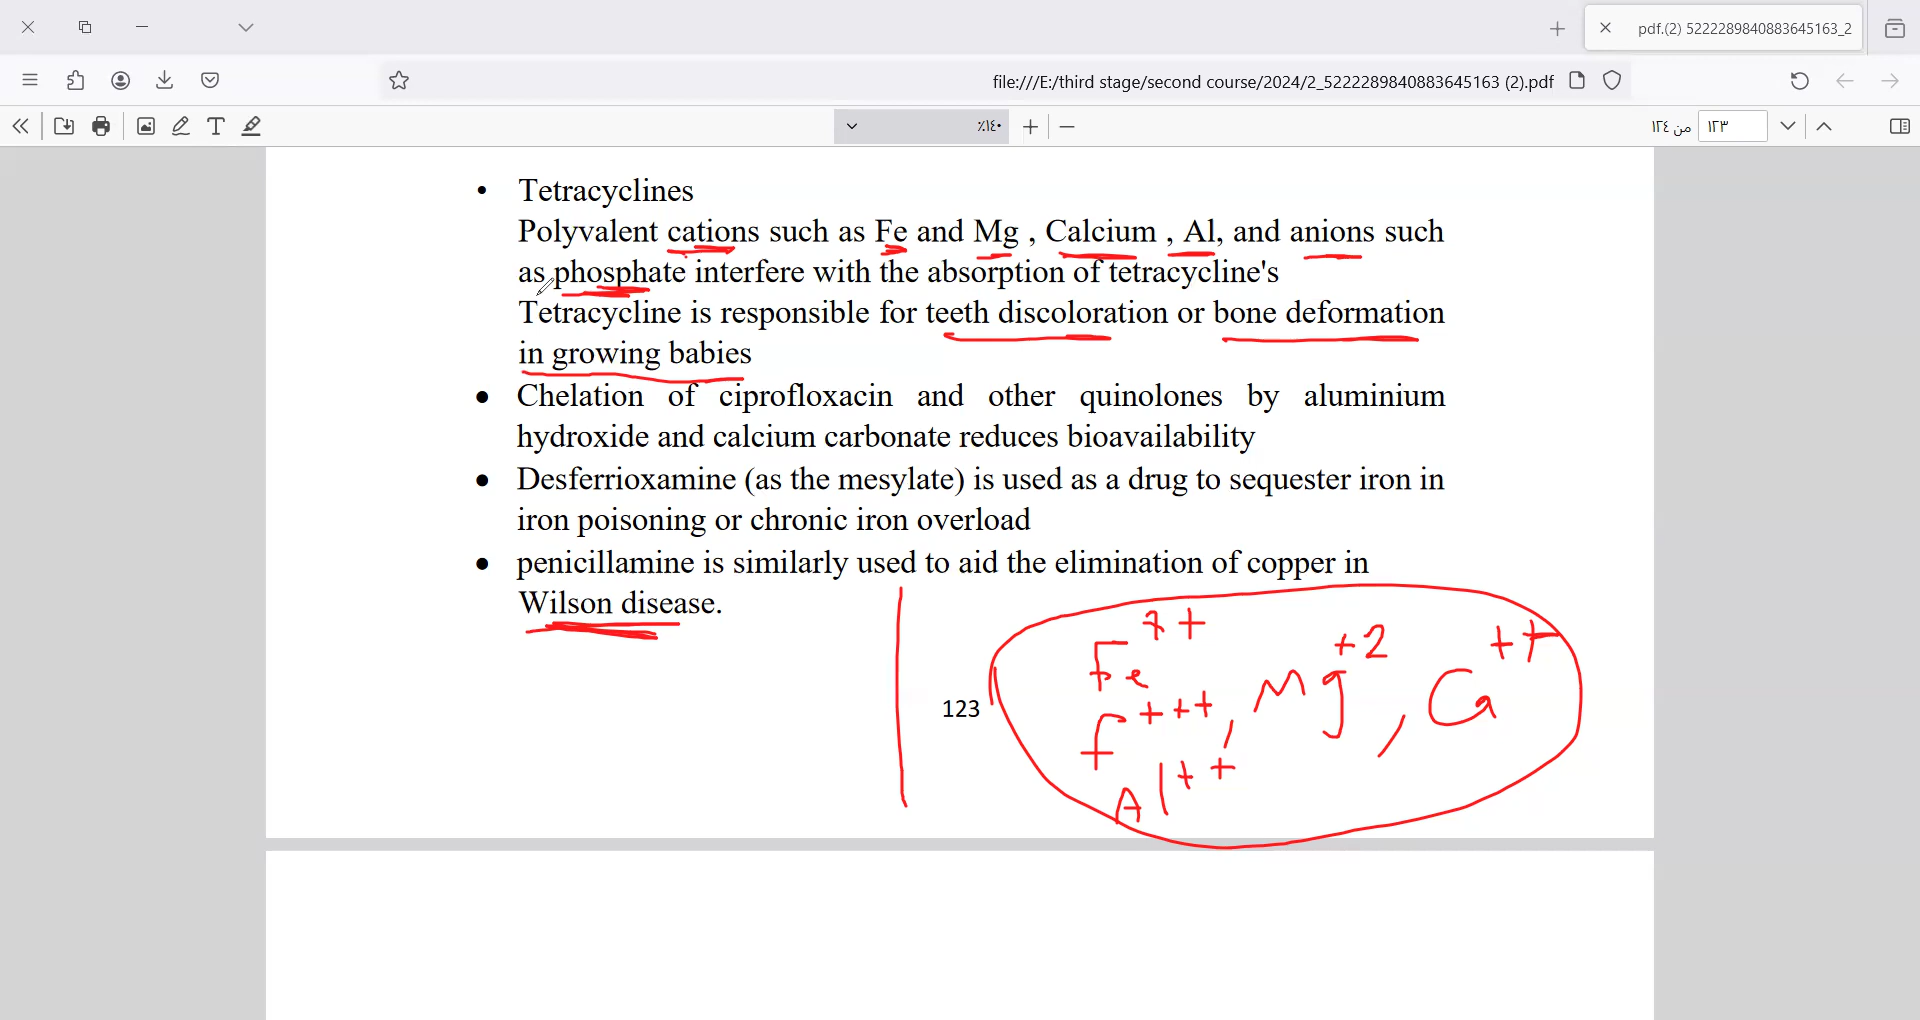 pdf.(2) 5222289840883645163_2
file:///E:/third stage/second course/2024/2_5222289840883645163 (2).pdf
٪١٤٠
١٢٣ من ١٢٤
• Tetracyclines
Polyvalent cations such as Fe and Mg , Calcium , Al, and anions such
as phosphate interfere with the absorption of tetracycline's
Tetracycline is responsible for teeth discoloration or bone deformation
in growing babies
• Chelation of ciprofloxacin and other quinolones by aluminium
hydroxide and calcium carbonate reduces bioavailability
• Desferrioxamine (as the mesylate) is used as a drug to sequester iron in
iron poisoning or chronic iron overload
• penicillamine is similarly used to aid the elimination of copper in
Wilson disease.
Fe +
F +++, Mg +2, Ca ++
Al ++
123